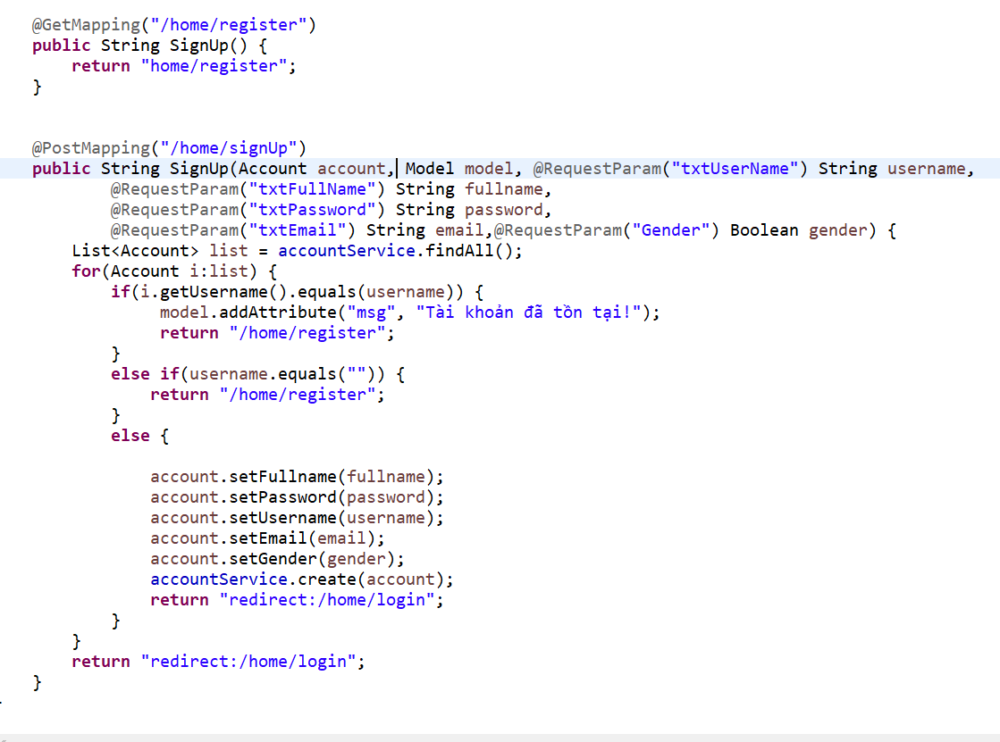 @GetMapping("/home/register")
public String SignUp() {
return "home/register";
}
@PostMapping("/home/signUp")
public String SignUp(Account account, Model model, @RequestParam("txtUserName") String username,
@RequestParam("txtFullName") String fullname,
@RequestParam("txtPassword") String password,
@RequestParam("txtEmail") String email,@RequestParam("Gender") Boolean gender) {
List<Account> list = accountService.findAll();
for(Account i:list) {
if(i.getUsername().equals(username)) {
model.addAttribute("msg", "Tài khoản đã tồn tại!");
return "/home/register";
}
else if(username.equals("")) {
return "/home/register";
}
else {
account.setFullname(fullname);
account.setPassword(password);
account.setUsername(username);
account.setEmail(email);
account.setGender(gender);
accountService.create(account);
return "redirect:/home/login";
}
}
return "redirect:/home/login";
}